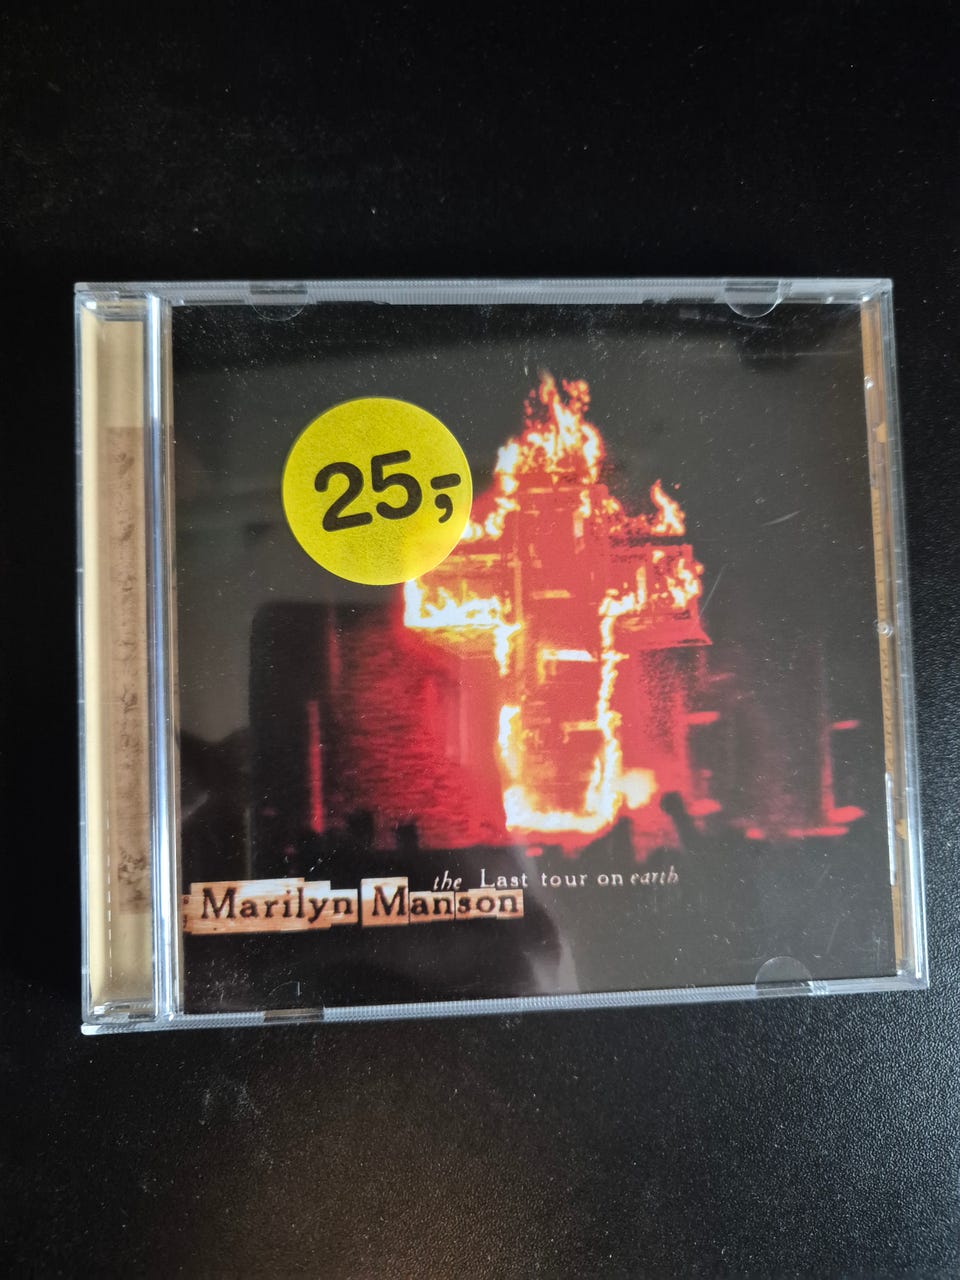 25,-
the Last tour on earth
Marilyn Manson